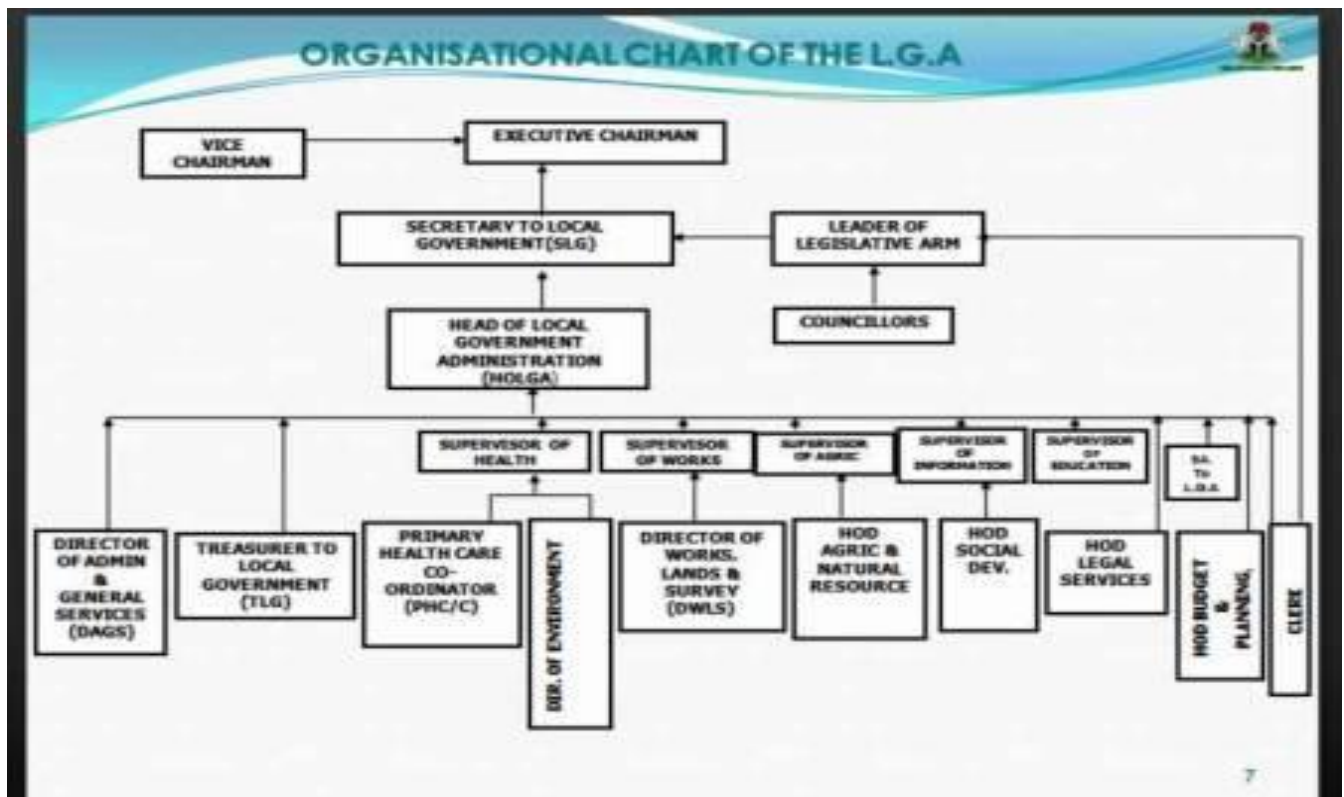 ORGANISATIONAL CHART OF THE L.G.A
VICE
CHAIRMAN
EXECUTIVE CHAIRMAN
SECRETARY TO LOCAL
GOVERNMENT(SLG)
LEADER OF
LEGISLATIVE ARM
HEAD OF LOCAL
GOVERNMENT
ADMINISTRATION
(HOLGA)
COUNCILLORS
SUPERVISOR OF
HEALTH
SUPERVISOR
OF WORKS
SUPERVISOR
OF AGRIC
SUPERVISOR
OF
INFORMATION
SUPERVISOR
OF
EDUCATION
To
DIRECTOR
OF ADMIN
&
GENERAL
SERVICES
(DAGS)
TREASURER TO
LOCAL
GOVERNMENT
(TLG)
PRIMARY
HEALTH CARE
CO-
ORDINATOR
(PHC/C)
DIR. OF ENVIRONMENT
DIRECTOR OF
WORKS.
LANDS &
SURVEY
(DWLS)
HOD
AGRIC &
NATURAL
RESOURCE
HOD
SOCIAL
DEV.
HOD
LEGAL
SERVICES
HOD BUDGET
&
PLANNING,
CLERK
7